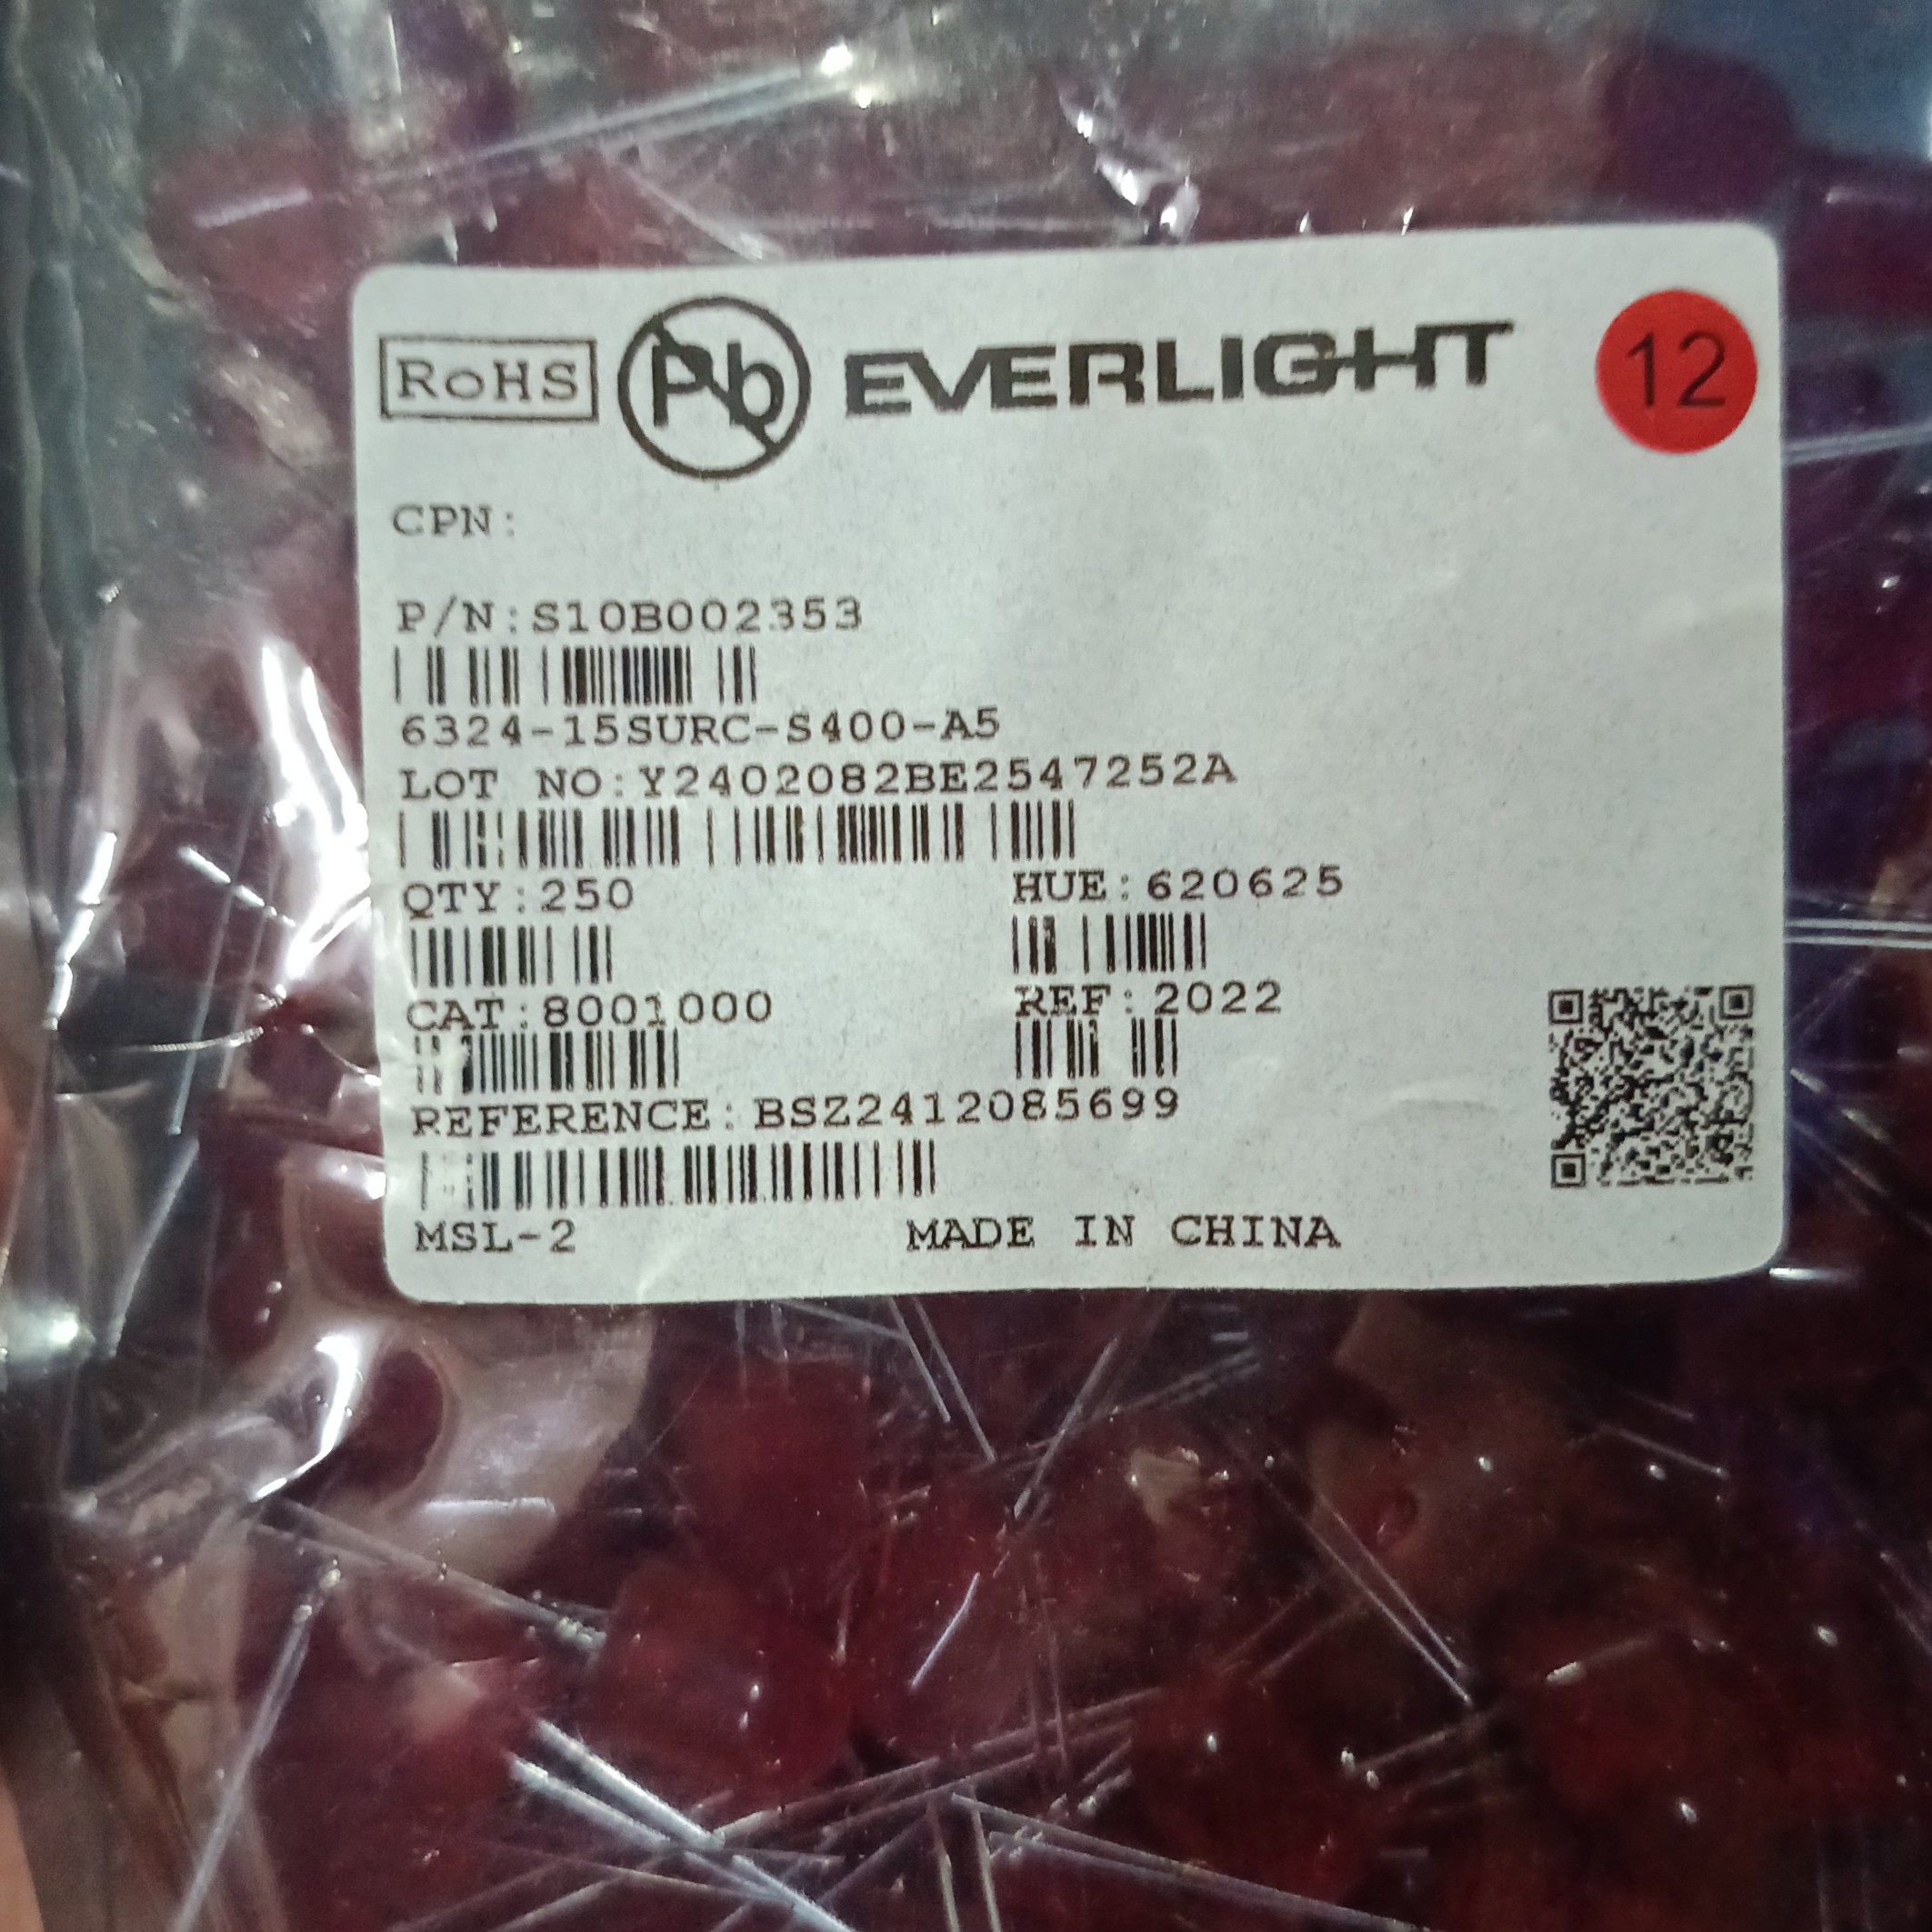 RoHS Pb EVERLIGHT 12
CPN:
P/N:S10B002353
6324-15SURC-S400-A5
LOT NO:Y2402082BE2547252A
QTY:250 HUE:620625
CAT:8001000 REF:2022
REFERENCE:BSZ2412085699
MSL-2 MADE IN CHINA